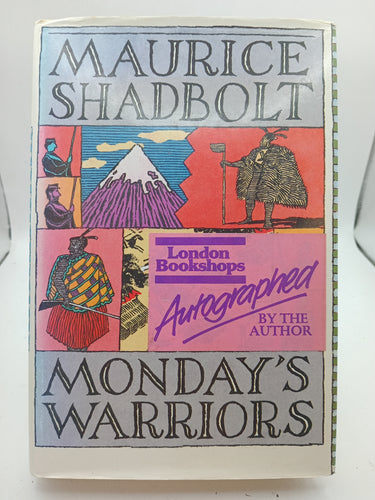 MAURICE
SHADBOLT
London
Bookshops
Autographed
BY THE
AUTHOR
MONDAY'S
WARRIORS